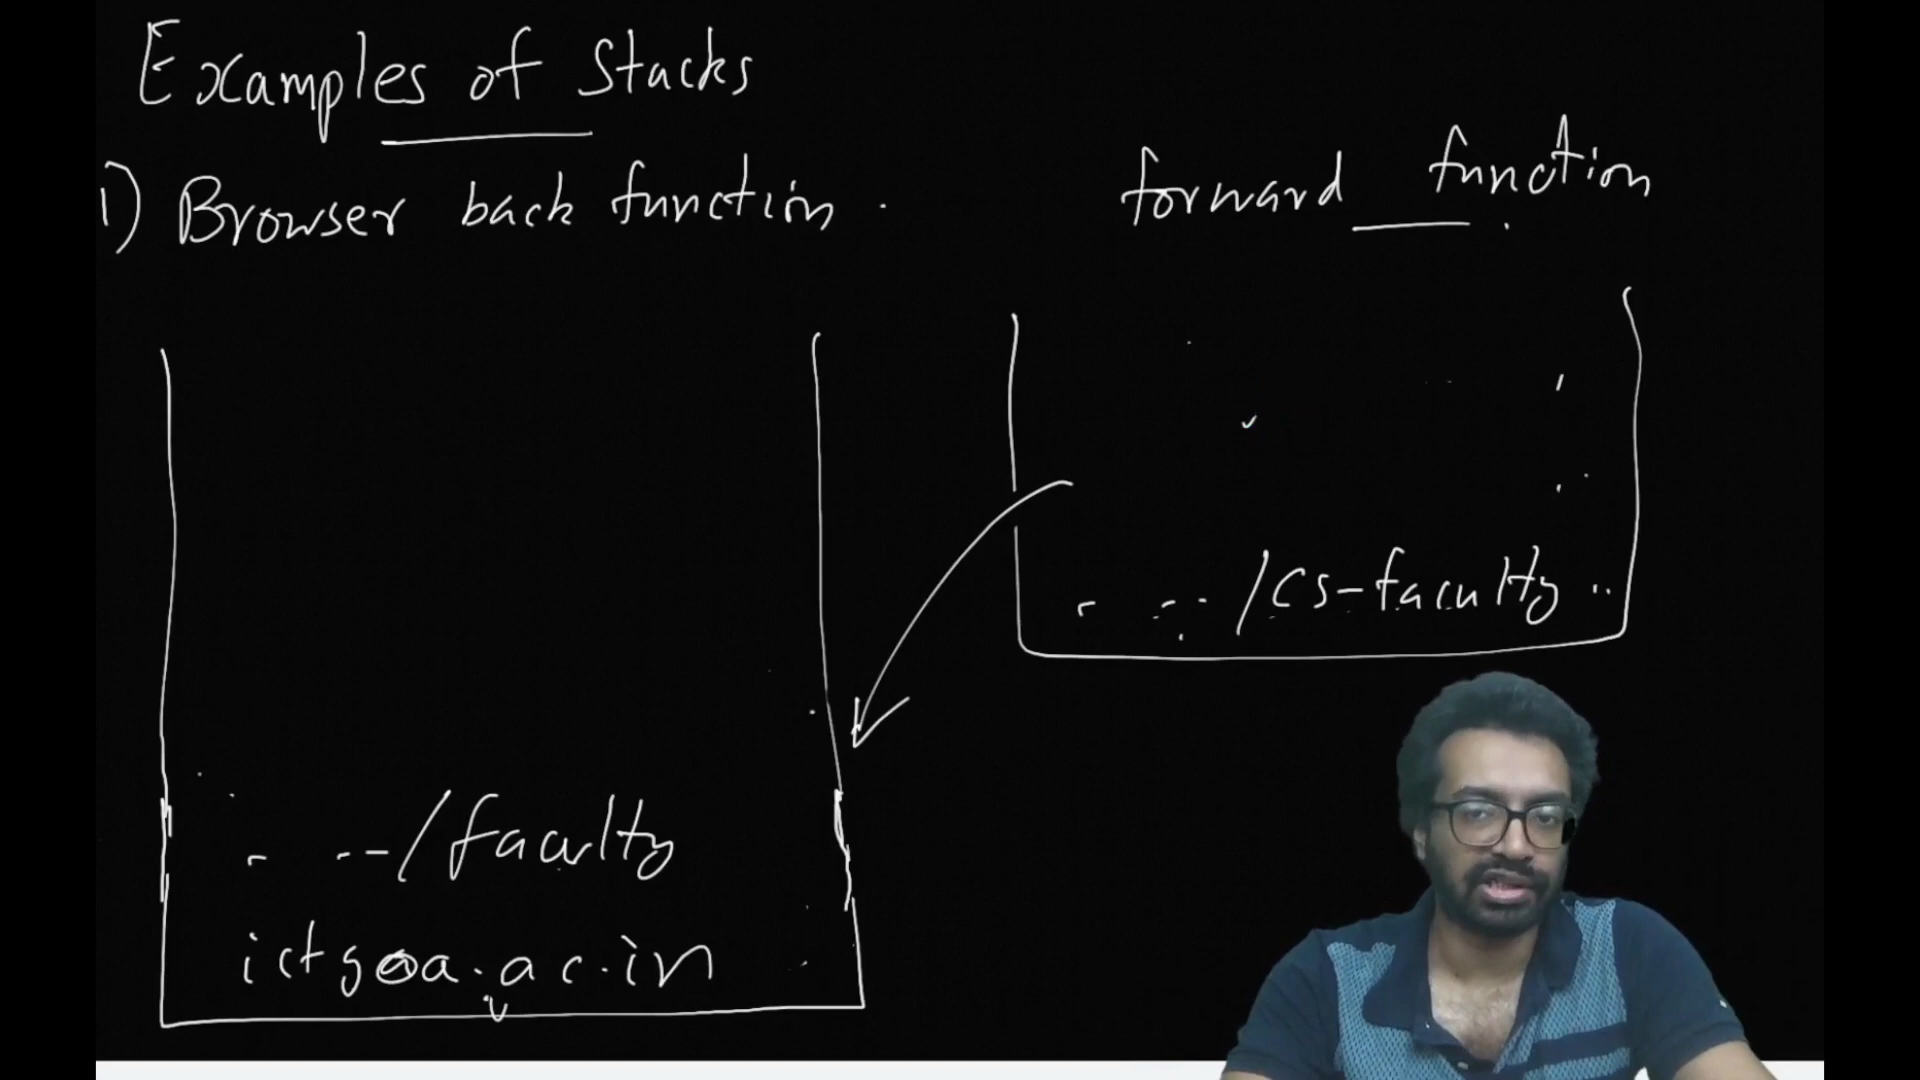 Examples of Stacks
1) Browser back function.
forward function
- -- /cs-faculty
- -- /faculty
ictgoa.ac.in